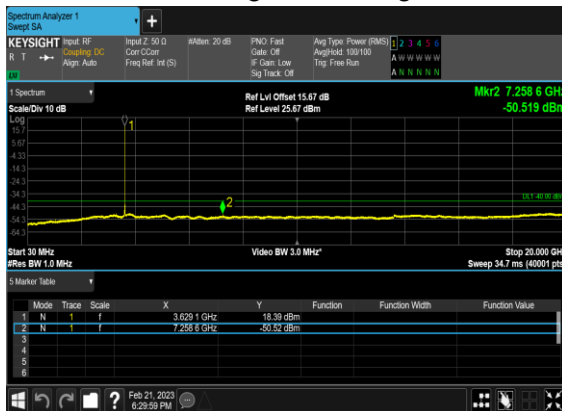 Spectrum Analyzer 1
Swept SA
KEYSIGHT Input: RF Input Z: 50 Ω #Atten: 20 dB PNO: Fast Avg Type: Power (RMS) 1 2 3 4 5 6
R T Coupling: DC Corr CCorr Gate: Off Avg|Hold: 100/100 A W W W W W
Align: Auto Freq Ref: Int (S) IF Gain: Low Trig: Free Run
Sig Track: Off A N N N N N
LXI
1 Spectrum Ref Lvl Offset 15.67 dB Mkr2 7.258 6 GHz
Scale/Div 10 dB Ref Level 25.67 dBm -50.519 dBm
Log
15.7
1
5.67
-4.33
-14.3
-24.3
-34.3
2
-44.3
-54.3
-64.3
Start 30 MHz Video BW 3.0 MHz* Stop 20.000 GHz
#Res BW 1.0 MHz Sweep 34.7 ms (40001 pts)
5 Marker Table
Mode Trace Scale X Y Function Function Width Function Value
1 N 1 f 3.629 1 GHz 18.39 dBm
2 N 1 f 7.258 6 GHz -50.52 dBm
3
4
5
6
? Feb 21, 2023
6:29:59 PM